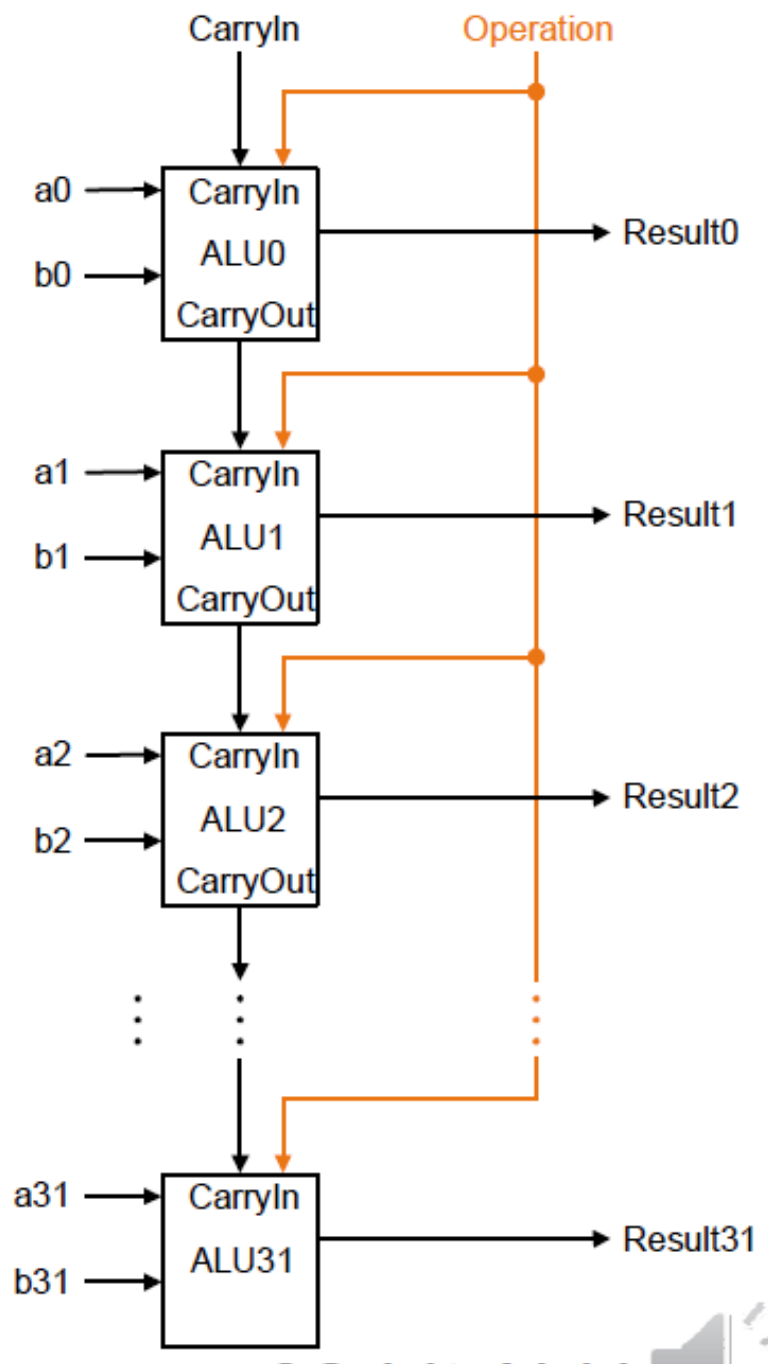 CarryIn Operation
a0
CarryIn
ALU0
Result0
b0
CarryOut
a1
CarryIn
ALU1
Result1
b1
CarryOut
a2
CarryIn
ALU2
Result2
b2
CarryOut
a31
CarryIn
ALU31
Result31
b31